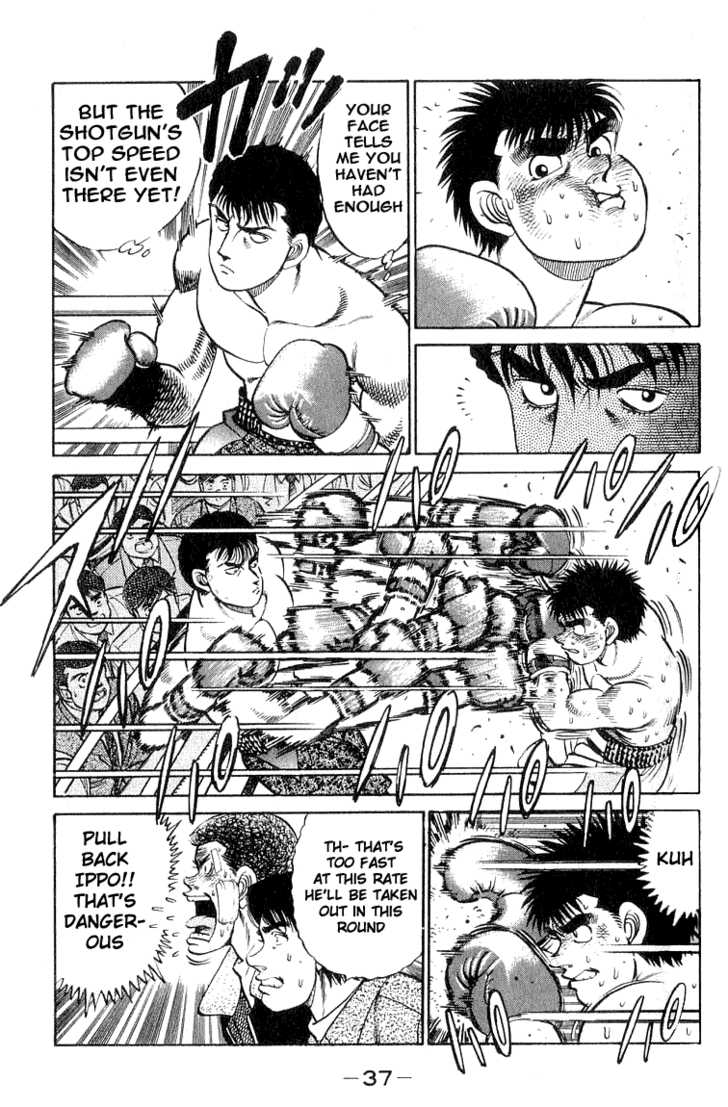 YOUR
FACE
TELLS
ME YOU
HAVEN'T
HAD
ENOUGH
BUT THE
SHOTGUN'S
TOP SPEED
ISN'T EVEN
THERE YET!
ガ
KUH
TH- THAT'S
TOO FAST
AT THIS RATE
HE'LL BE TAKEN
OUT IN THIS
ROUND
PULL
BACK
IPPO!!
THAT'S
DANGER-
OUS
-37-